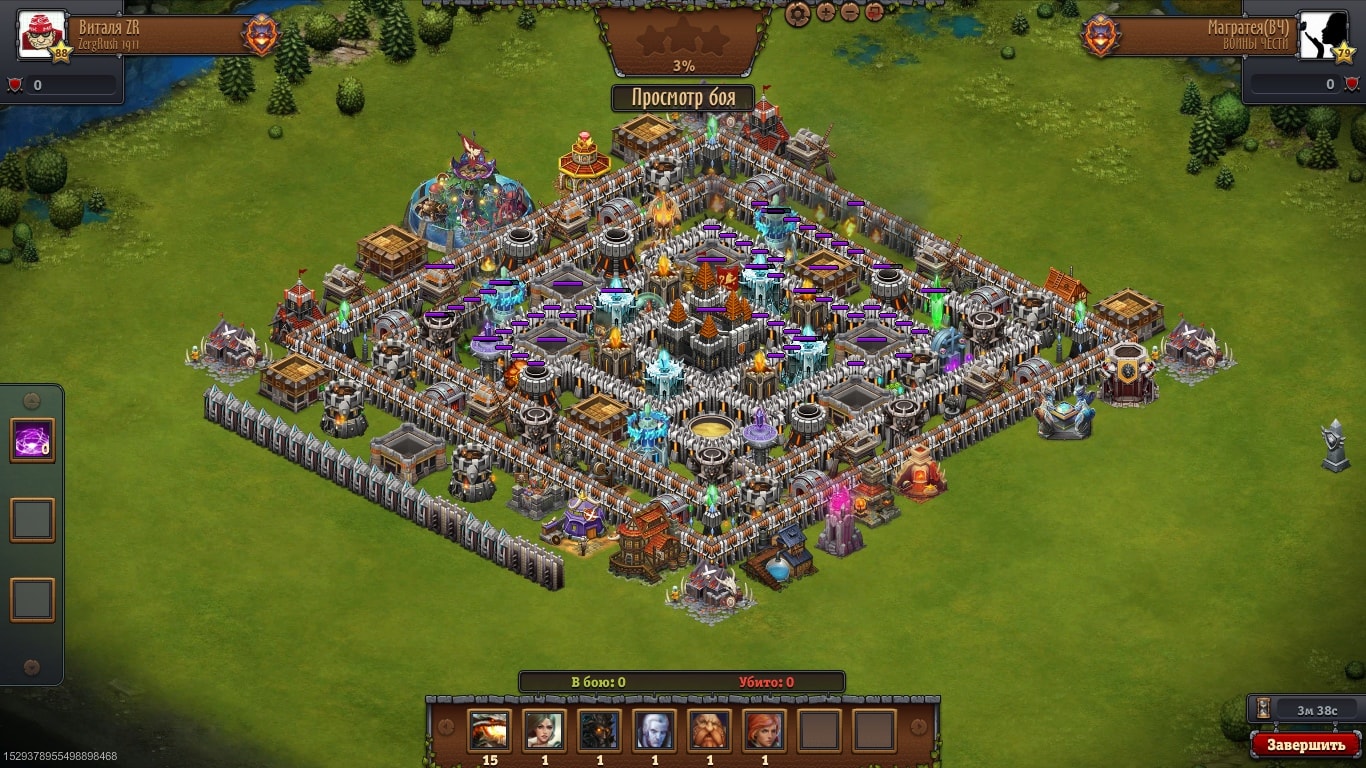 Виталя ZR
ZergRush 1911
88
0
3%
Просмотр боя
Магратея(ВЧ)
ВОИНЫ ЧЕСТИ
79
0
0
В бою: 0
Убито: 0
15
1
1
1
1
1
3м 38с
Завершить
1529378955498898468